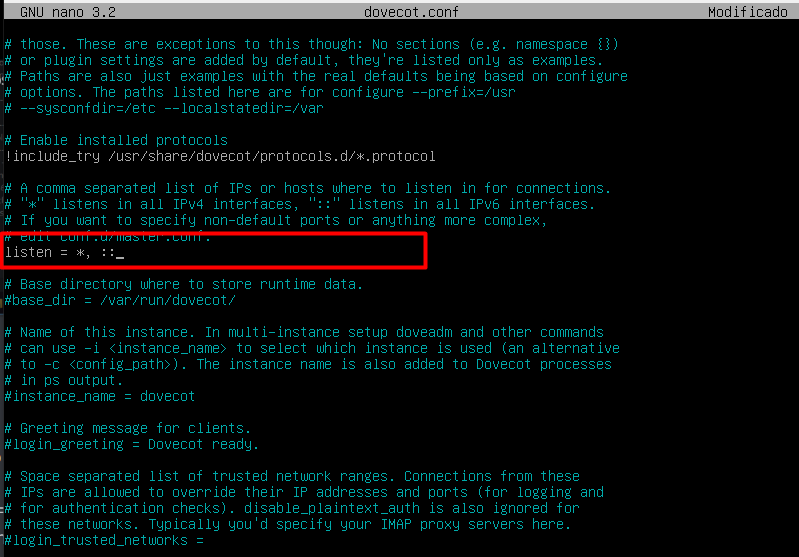 GNU nano 3.2 dovecot.conf Modificado
# those. These are exceptions to this though: No sections (e.g. namespace {})
# or plugin settings are added by default, they're listed only as examples.
# Paths are also just examples with the real defaults being based on configure
# options. The paths listed here are for configure --prefix=/usr
# --sysconfdir=/etc --localstatedir=/var
# Enable installed protocols
!include_try /usr/share/dovecot/protocols.d/*.protocol
# A comma separated list of IPs or hosts where to listen in for connections.
# "*" listens in all IPv4 interfaces, "::" listens in all IPv6 interfaces.
# If you want to specify non-default ports or anything more complex,
# edit conf.d/master.conf.
listen = *, ::_
# Base directory where to store runtime data.
#base_dir = /var/run/dovecot/
# Name of this instance. In multi-instance setup doveadm and other commands
# can use -i <instance_name> to select which instance is used (an alternative
# to -c <config_path>). The instance name is also added to Dovecot processes
# in ps output.
#instance_name = dovecot
# Greeting message for clients.
#login_greeting = Dovecot ready.
# Space separated list of trusted network ranges. Connections from these
# IPs are allowed to override their IP addresses and ports (for logging and
# for authentication checks). disable_plaintext_auth is also ignored for
# these networks. Typically you'd specify your IMAP proxy servers here.
#login_trusted_networks =